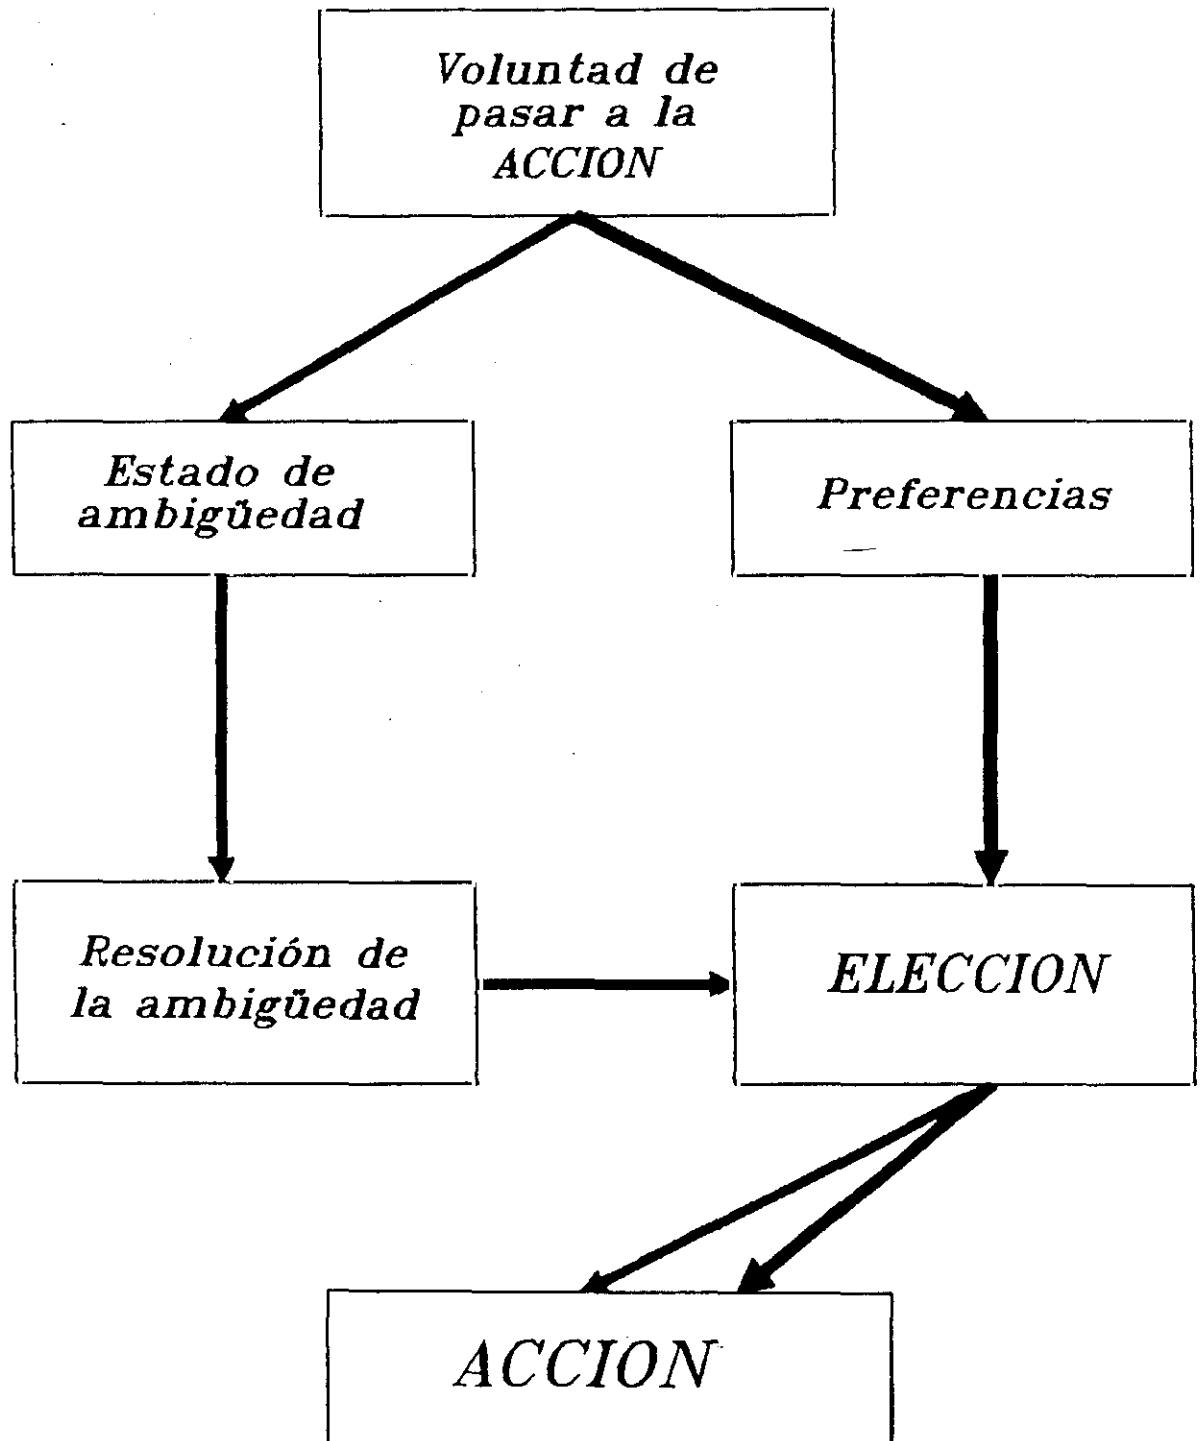 Voluntad de
pasar a la
ACCION
Estado de
ambigüedad
Preferencias
Resolución de
la ambigüedad
ELECCION
ACCION